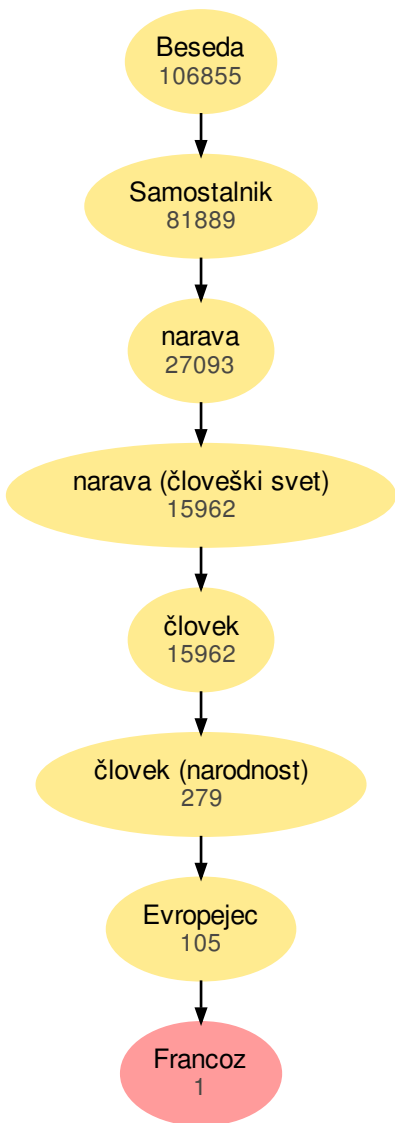 Beseda
106855
Samostalnik
81889
narava
27093
narava (človeški svet)
15962
človek
15962
človek (narodnost)
279
Evropejec
105
Francoz
1